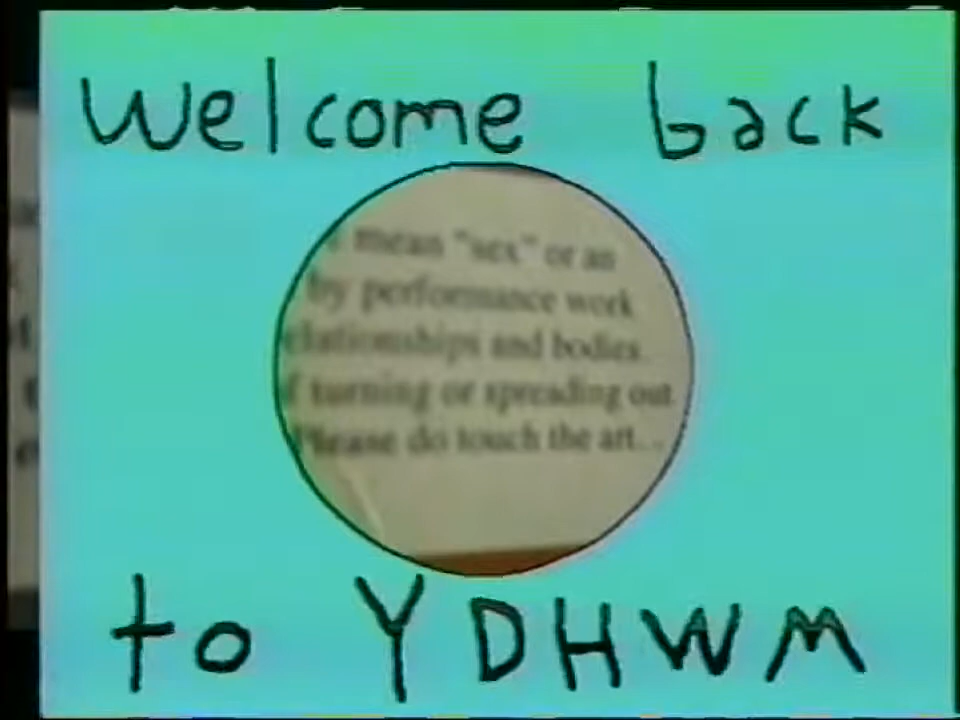 Welcome back
mean "sex" or an
by performance work
relationships and bodies
turning or spreading out
Please do touch the art...
to YDHWM